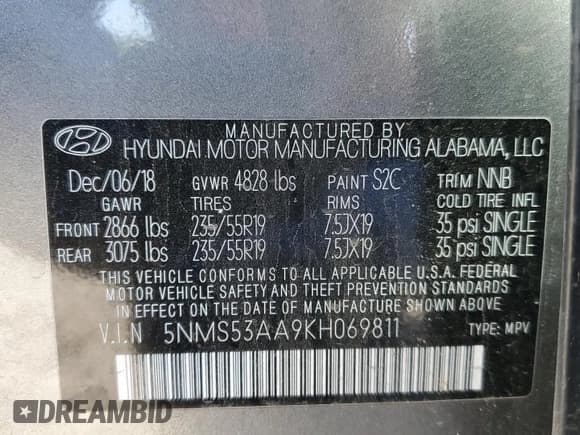 MANUFACTURED BY
HYUNDAI MOTOR MANUFACTURING ALABAMA, LLC
Dec/06/18 GVWR 4828 lbs PAINT S2C TRIM NNB
GAWR TIRES RIMS COLD TIRE INFL
FRONT 2866 lbs 235/55R19 7.5JX19 35 psi SINGLE
REAR 3075 lbs 235/55R19 7.5JX19 35 psi SINGLE
THIS VEHICLE CONFORMS TO ALL APPLICABLE U.S.A. FEDERAL
MOTOR VEHICLE SAFETY AND THEFT PREVENTION STANDARDS
IN EFFECT ON THE DATE OF MANUFACTURE SHOWN ABOVE.
V.I.N 5NMS53AA9KH069811 TYPE: MPV
DREAMBID